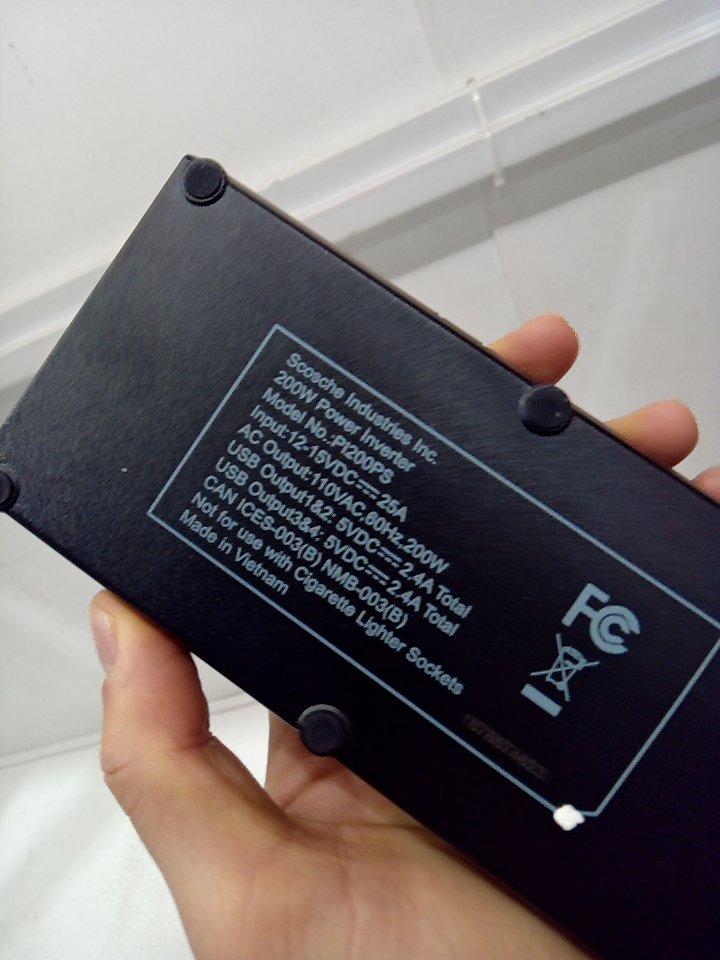 Scosche Industries Inc.
200W Power Inverter
Model No.:PI200PS
Input:12-15VDC⎓25A
AC Output:110VAC,60Hz,200W
USB Output1&2: 5VDC⎓2.4A Total
USB Output3&4: 5VDC⎓2.4A Total
CAN ICES-003(B) NMB-003(B)
Not for use with Cigarette Lighter Sockets
Made in Vietnam
FC